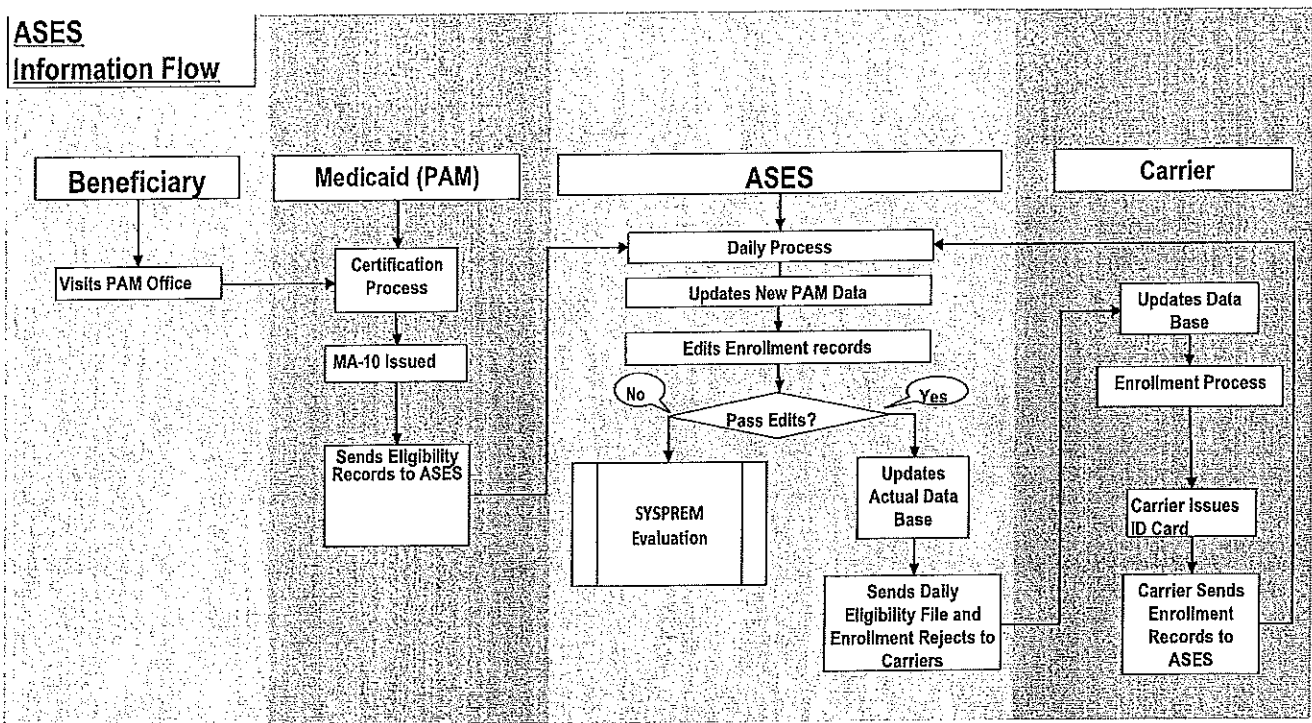 ASES
Information Flow
Beneficiary
Visits PAM Office
Medicaid (PAM)
Certification
Process
MA-10 Issued
Sends Eligibility
Records to ASES
ASES
Daily Process
Updates New PAM Data
Edits Enrollment records
No
Yes
Pass Edits?
SYSPREM
Evaluation
Updates
Actual Data
Base
Sends Daily
Eligibility File and
Enrollment Rejects to
Carriers
Carrier
Updates Data
Base
Enrollment Process
Carrier Issues
ID Card
Carrier Sends
Enrollment
Records to
ASES